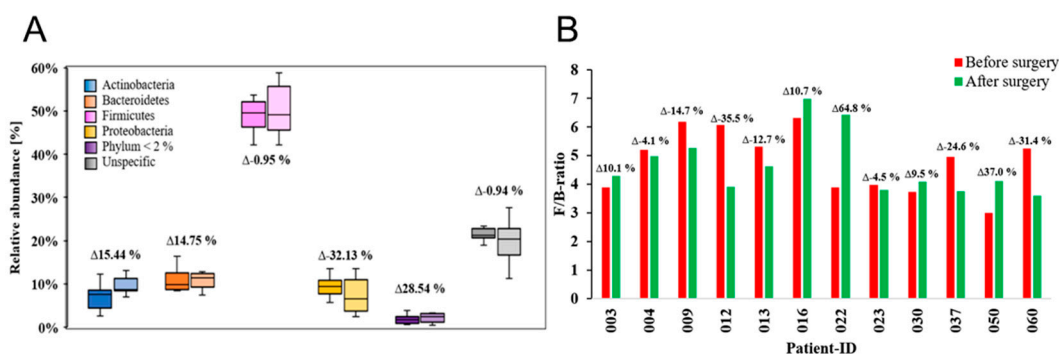 A
Relative abundance [%]
60%
50%
40%
30%
20%
10%
0%
Actinobacteria
Bacteroidetes
Firmicutes
Proteobacteria
Phylum < 2 %
Unspecific
Δ15.44 %
Δ14.75 %
Δ-0.95 %
Δ-32.13 %
Δ28.54 %
Δ-0.94 %
B
Before surgery
After surgery
F/B-ratio
8
7
6
5
4
3
2
1
0
Δ10.1 %
Δ-4.1 %
Δ-14.7 %
Δ-35.5 %
Δ-12.7 %
Δ10.7 %
Δ64.8 %
Δ-4.5 %
Δ9.5 %
Δ-24.6 %
Δ37.0 %
Δ-31.4 %
003
004
009
012
013
016
022
023
030
037
050
060
Patient-ID